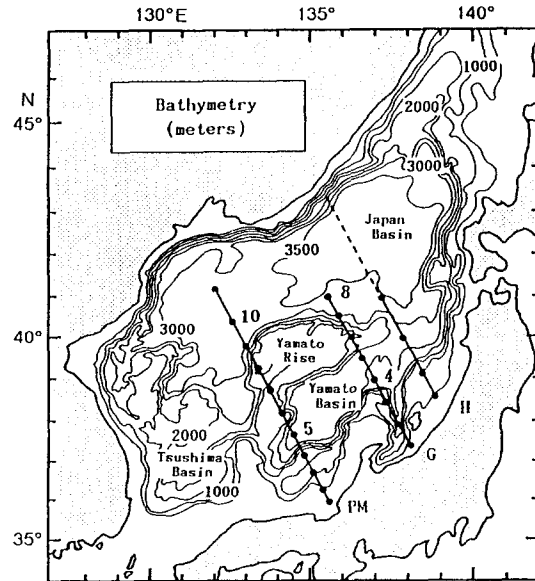 130°E 135° 140°
N
45°
40°
35°
Bathymetry
(meters)
1000
2000
3000
Japan
Basin
3500
8
10
3000
Yamato
Rise
4
Yamato
Basin
H
5
2000
Tsushima
Basin
G
1000
PM